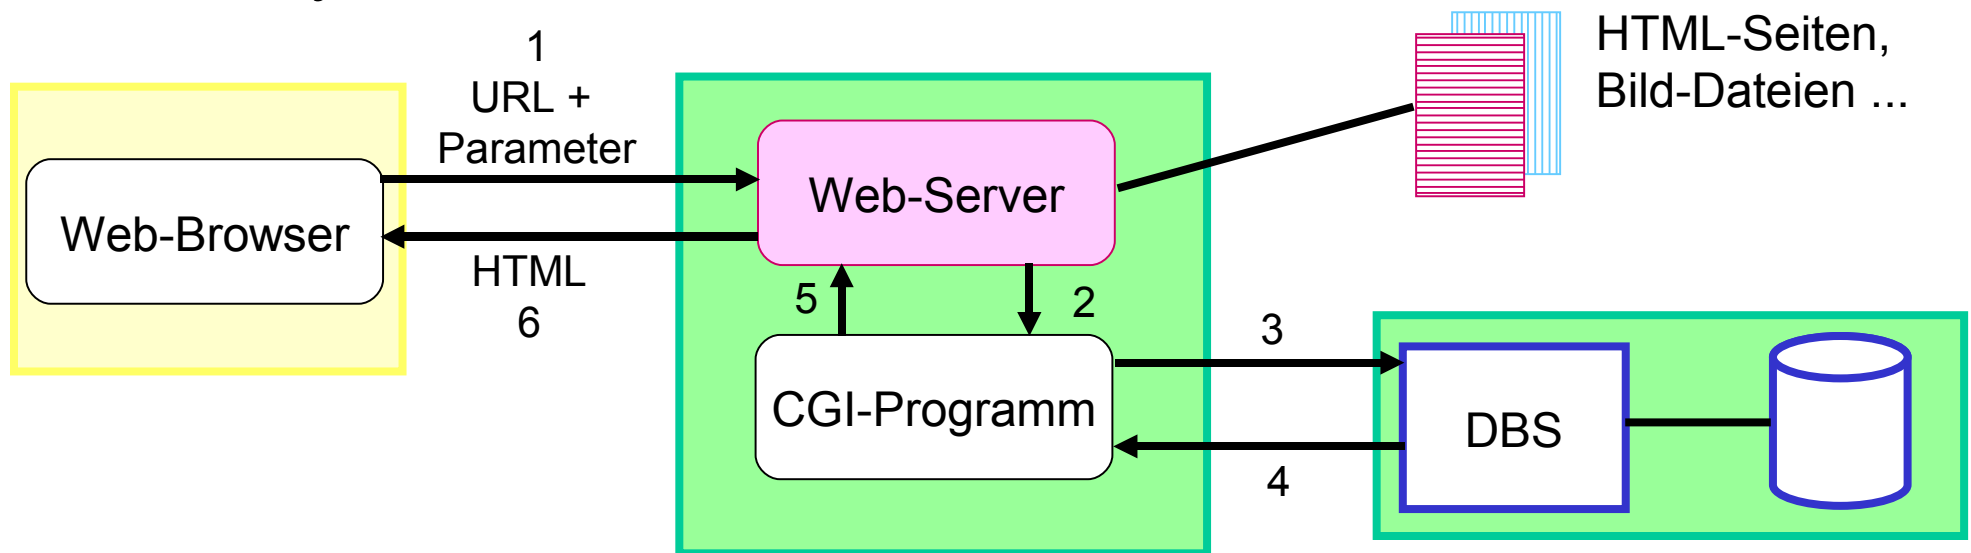 1
URL +
Parameter
HTML-Seiten,
Bild-Dateien ...
Web-Browser
Web-Server
HTML
6
5
2
3
CGI-Programm
DBS
4